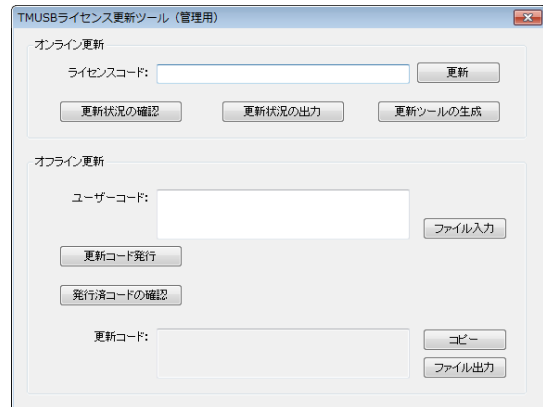 TMUSBライセンス更新ツール（管理用）
オンライン更新
ライセンスコード:
更新
更新状況の確認
更新状況の出力
更新ツールの生成
オフライン更新
ユーザーコード:
ファイル入力
更新コード発行
発行済コードの確認
更新コード:
コピー
ファイル出力